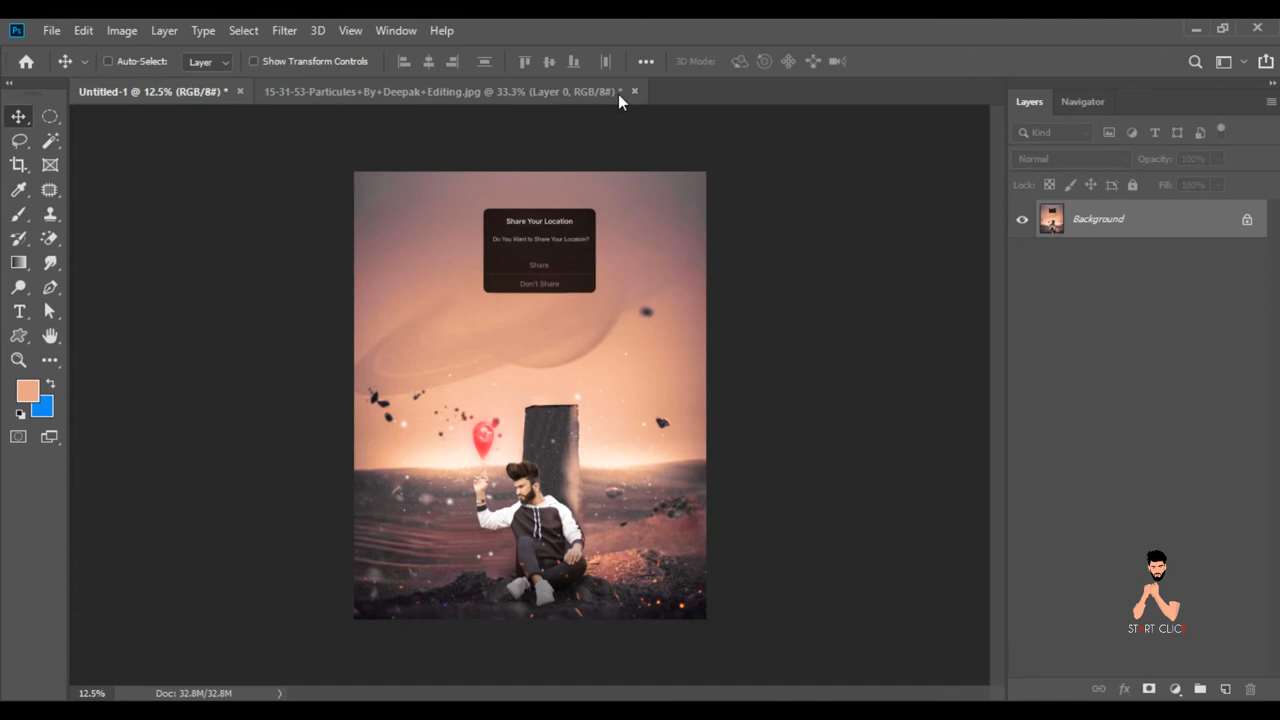 Ps File Edit Image Layer Type Select Filter 3D View Window Help
Auto-Select: Layer Show Transform Controls 3D Mode:
Untitled-1 @ 12.5% (RGB/8#) * × 15-31-53-Particules+By+Deepak+Editing.jpg @ 33.3% (Layer 0, RGB/8#) * ×
Layers Navigator
Kind
Normal Opacity: 100%
Lock: Fill: 100%
Background
Share Your Location
Do You Want to Share Your Location?
Share
Don't Share
START CLICK
12.5% Doc: 32.8M/32.8M